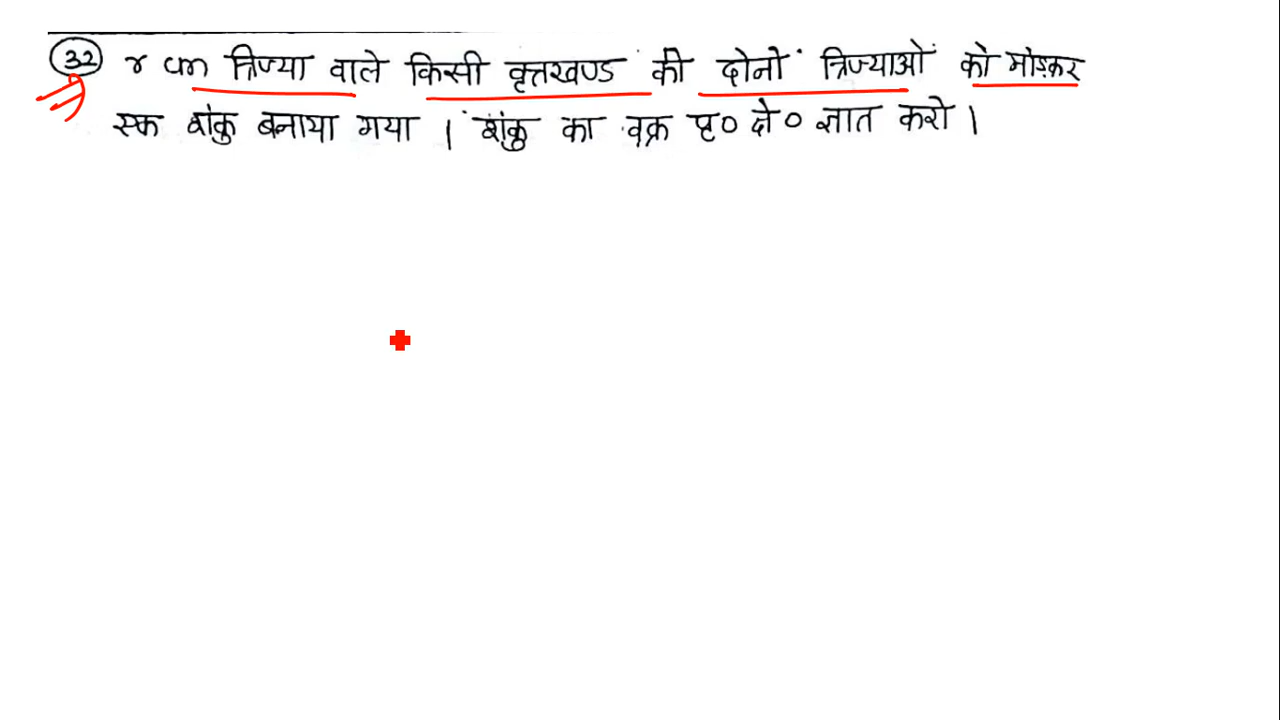 32 r cm त्रिज्या वाले किसी वृत्तखण्ड की दोनों त्रिज्याओं को मोड़कर
एक शंकु बनाया गया । शंकु का वक्र पृ० क्षे० ज्ञात करो ।